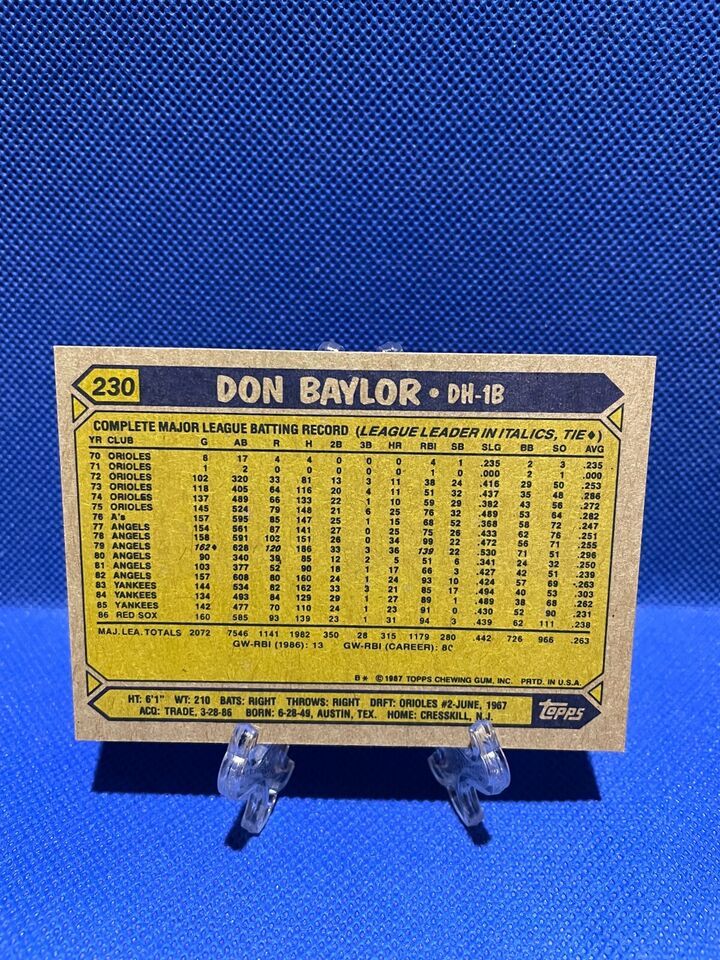 230
DON BAYLOR • DH-1B
COMPLETE MAJOR LEAGUE BATTING RECORD (LEAGUE LEADER IN ITALICS, TIE♦)
YR CLUB G AB R H 2B 3B HR RBI SB SLG BB SO AVG
70 ORIOLES 8 17 4 4 0 0 0 4 1 .235 2 3 .235
71 ORIOLES 1 2 0 0 0 0 0 1 0 .000 2 1 .000
72 ORIOLES 102 320 33 81 13 3 11 38 24 .416 29 50 .253
73 ORIOLES 118 405 64 116 20 4 11 51 32 .437 35 48 .286
74 ORIOLES 137 489 66 133 22 1 10 59 29 .382 43 56 .272
75 ORIOLES 145 524 79 148 21 6 25 76 32 .489 53 64 .282
76 A's 157 595 85 147 25 1 15 68 52 .368 58 72 .247
77 ANGELS 154 561 87 141 27 0 25 75 26 .433 62 76 .251
78 ANGELS 158 591 103 151 26 0 34 99 22 .472 56 71 .255
79 ANGELS 162♦ 628 120 186 33 3 36 139 22 .530 71 51 .296
80 ANGELS 90 340 39 85 12 2 5 51 6 .341 24 32 .250
81 ANGELS 103 377 52 90 18 1 17 66 3 .427 42 51 .239
82 ANGELS 157 608 80 160 24 1 24 93 10 .424 57 69 .263
83 YANKEES 144 534 82 162 33 3 21 85 17 .494 40 53 .303
84 YANKEES 134 493 84 129 29 1 27 89 1 .489 38 68 .262
85 YANKEES 142 477 70 110 24 1 23 91 0 .430 52 90 .231
86 RED SOX 160 585 93 139 23 1 31 94 3 .439 62 111 .238
MAJ. LEA. TOTALS 2072 7546 1141 1982 350 28 315 1179 280 .442 726 966 .263
GW-RBI (1986): 13 GW-RBI (CAREER): 80
B* ©1987 TOPPS CHEWING GUM, INC. PRTD. IN U.S.A.
HT: 6'1" WT: 210 BATS: RIGHT THROWS: RIGHT DRFT: ORIOLES #2-JUNE, 1967
ACQ: TRADE, 3-28-86 BORN: 6-28-49, AUSTIN, TEX. HOME: CRESSKILL, N.J.
topps